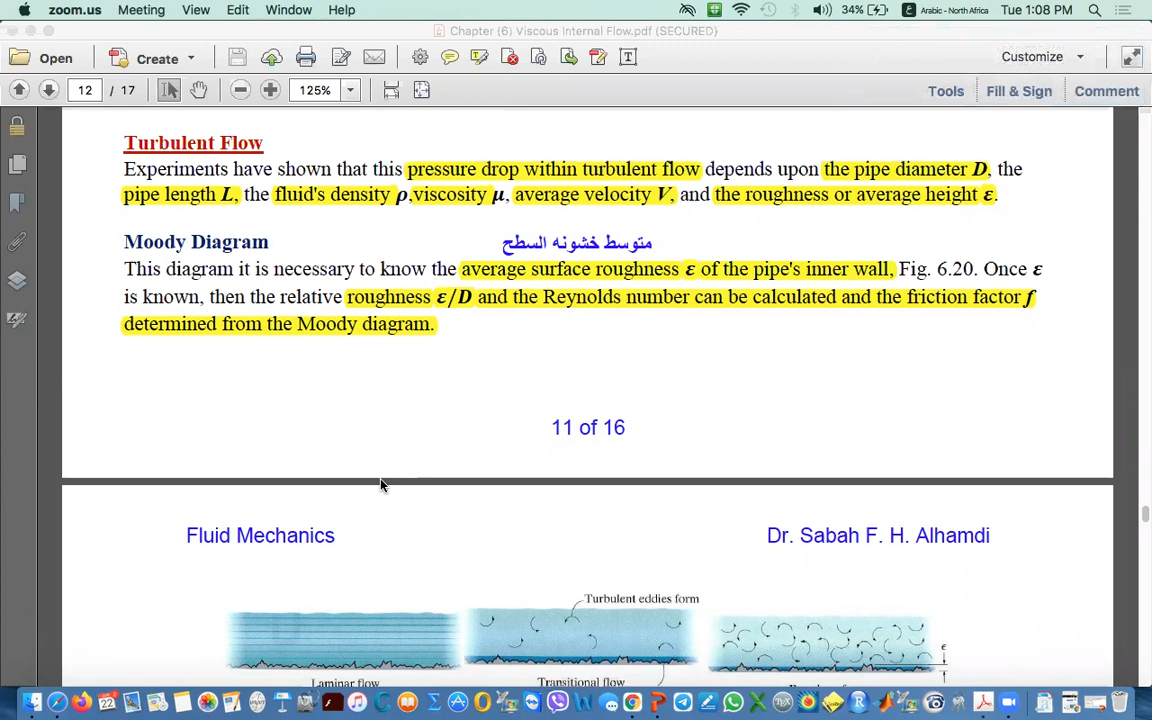 zoom.us Meeting View Edit Window Help 34% Arabic - North Africa Tue 1:08 PM
Chapter (6) Viscous Internal Flow.pdf (SECURED)
Open Create Customize
12 / 17 125% Tools Fill & Sign Comment
Turbulent Flow
Experiments have shown that this pressure drop within turbulent flow depends upon the pipe diameter D, the
pipe length L, the fluid's density ρ,viscosity μ, average velocity V, and the roughness or average height ε.
Moody Diagram متوسط خشونه السطح
This diagram it is necessary to know the average surface roughness ε of the pipe's inner wall, Fig. 6.20. Once ε
is known, then the relative roughness ε/D and the Reynolds number can be calculated and the friction factor f
determined from the Moody diagram.
11 of 16
Fluid Mechanics Dr. Sabah F. H. Alhamdi
Turbulent eddies form
ε
Laminar flow Transitional flow